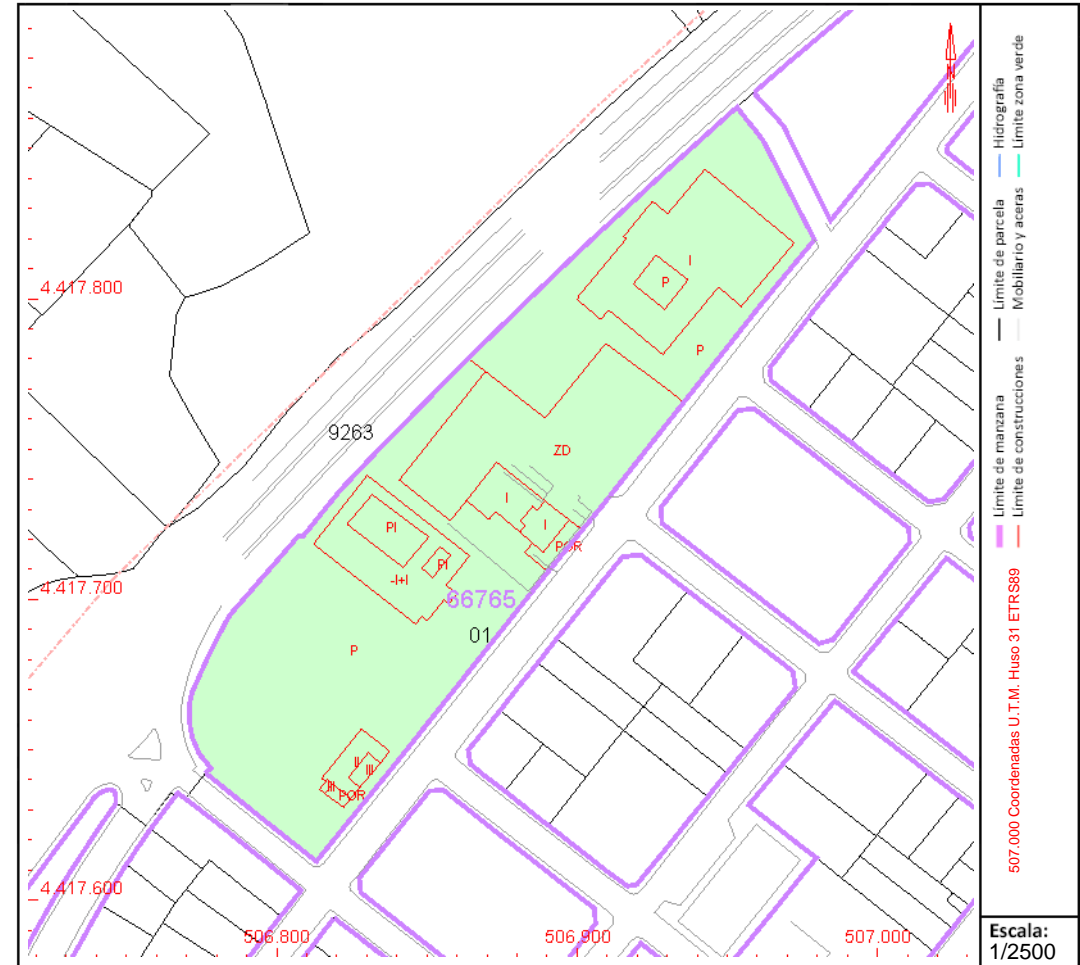 N
I
P
4.417.800
P
9263
ZD
I
I
PI
POR
PI
-I+I
4.417.700
66765
01
P
II
III
III
POR
4.417.600
506.800
506.900
507.000
Límite de manzana
Límite de parcela
Hidrografía
Límite de construcciones
Mobiliario y aceras
Límite zona verde
507.000 Coordenadas U.T.M. Huso 31 ETRS89
Escala:
1/2500